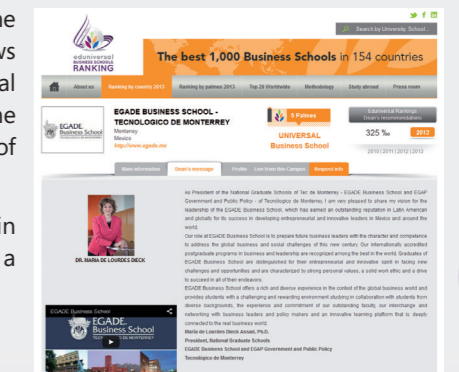 he
ws
al
ne
of
in
a
Search by University, School...
eduniversal
BUSINESS SCHOOLS
RANKING
The best 1,000 Business Schools in 154 countries
About us
Ranking by country 2013
Ranking by palmes 2013
Top 20 Worldwide
Methodology
Study abroad
Press room
EGADE
Business School
EGADE BUSINESS SCHOOL -
TECNOLOGICO DE MONTERREY
Monterrey
Mexico
http://www.egade.mx
5 Palmes
UNIVERSAL
Business School
Eduniversal Rankings
Dean's recommendations
325 ‰ 2013
Main information
Dean's message
Profile
Live from this Campus
Request info
DR. MARIA DE LOURDES DIECK
As President of the National Graduate Schools of Tec de Monterrey - EGADE Business School and EGAP
Government and Public Policy - of Tecnologico de Monterrey, I am very pleased to share my vision for the
leadership of the EGADE Business School, which has earned an outstanding reputation in Latin American
and globally for its success in developing entrepreneurial and innovative leaders in Mexico and around the
world.
Our role at EGADE Business School is to prepare future business leaders with the character and competence
to address the global business and social challenges of this new century. Our internationally accredited
postgraduate programs in business and leadership are recognized among the best in the world. Graduates of
EGADE Business School are distinguished for their entrepreneurial and innovative spirit in facing new
challenges and opportunities and are characterized by strong personal values, a solid work ethic and a drive
to succeed in all of their endeavors.
EGADE Business School offers a rich and diverse experience in the context of the global business world and
provides students with a challenging and rewarding environment studying in collaboration with students from
diverse backgrounds, the experience and commitment of our outstanding faculty, our interchange and
networking with business leaders and policy makers and an innovative learning platform that is deeply
connected to the real business world.
Maria de Lourdes Dieck Assad, Ph.D.
President, National Graduate Schools
EGADE Business School and EGAP Government and Public Policy
Tecnológico de Monterrey
EGADE Business School
EGADE
Business School
TECNOLÓGICO DE MONTERREY